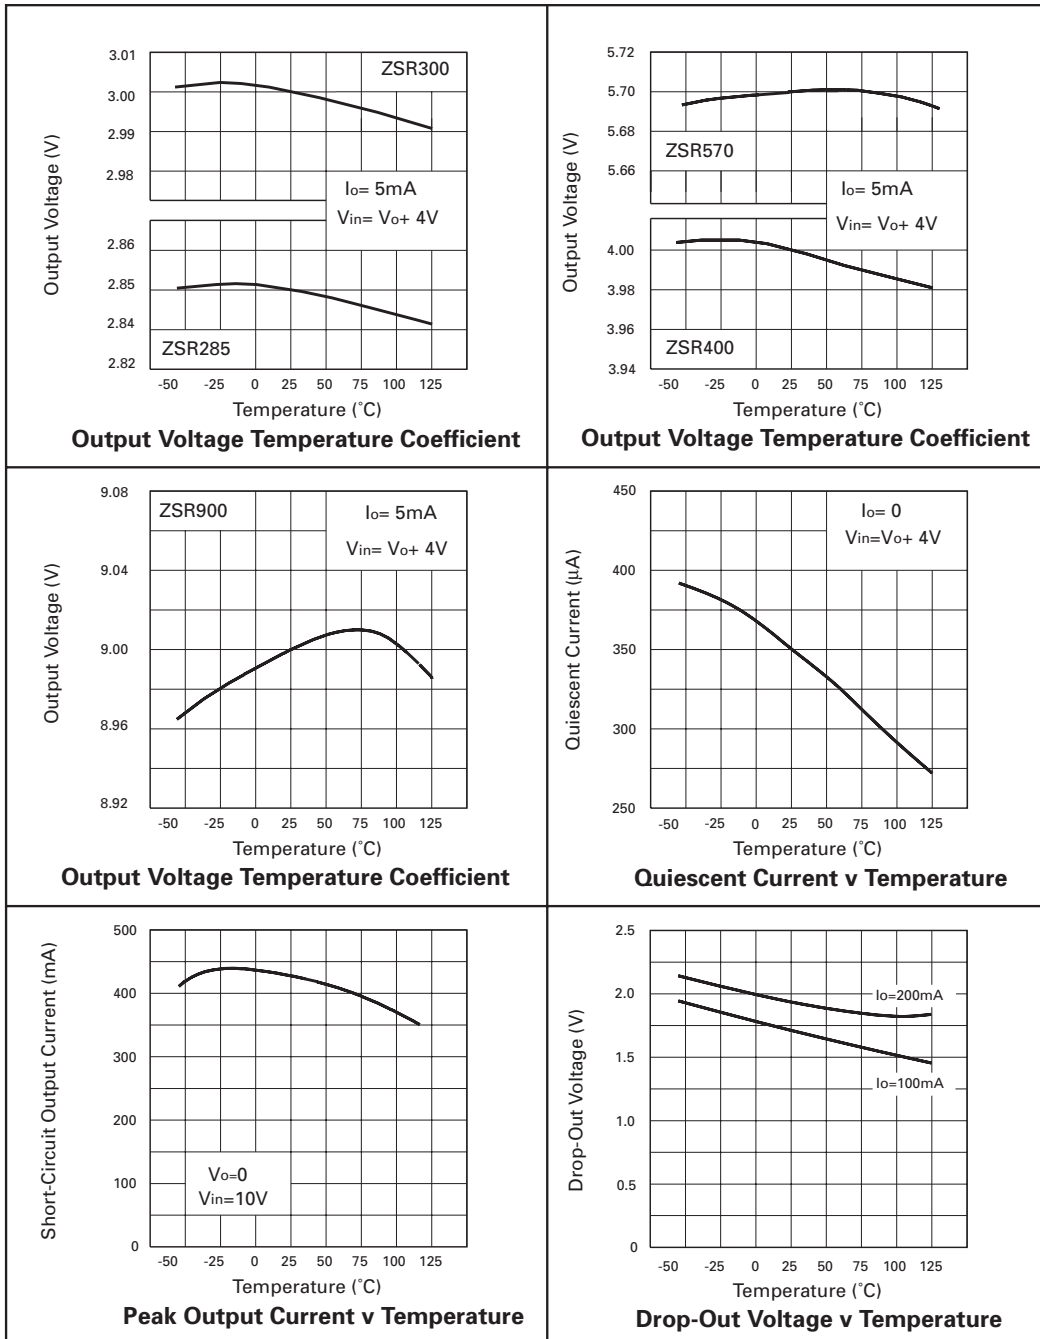 3.01
3.00
2.99
2.98
2.86
2.85
2.84
2.82
Output Voltage (V)
Output Voltage (V)
ZSR300
Io= 5mA
Vin= Vo+ 4V
ZSR285
-50 -25 0 25 50 75 100 125
Temperature (˚C)
Output Voltage Temperature Coefficient
5.72
5.70
5.68
5.66
4.00
3.98
3.96
3.94
Output Voltage (V)
Output Voltage (V)
ZSR570
Io= 5mA
Vin= Vo+ 4V
ZSR400
-50 -25 0 25 50 75 100 125
Temperature (˚C)
Output Voltage Temperature Coefficient
9.08
9.04
9.00
8.96
8.92
Output Voltage (V)
ZSR900
Io= 5mA
Vin= Vo+ 4V
-50 -25 0 25 50 75 100 125
Temperature (˚C)
Output Voltage Temperature Coefficient
450
400
350
300
250
Quiescent Current (µA)
Io= 0
Vin=Vo+ 4V
-50 -25 0 25 50 75 100 125
Temperature (˚C)
Quiescent Current v Temperature
500
400
300
200
100
0
Short-Circuit Output Current (mA)
Vo=0
Vin=10V
-50 -25 0 25 50 75 100 125
Temperature (˚C)
Peak Output Current v Temperature
2.5
2.0
1.5
1.0
0.5
0
Drop-Out Voltage (V)
Io=200mA
Io=100mA
-50 -25 0 25 50 75 100 125
Temperature (˚C)
Drop-Out Voltage v Temperature